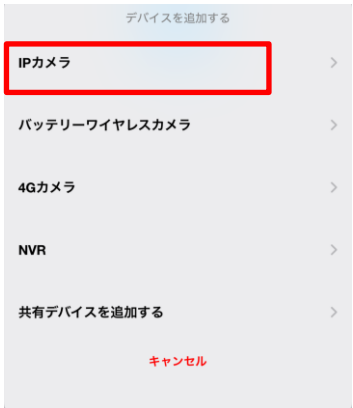 デバイスを追加する
IPカメラ
バッテリーワイヤレスカメラ
4Gカメラ
NVR
共有デバイスを追加する
キャンセル